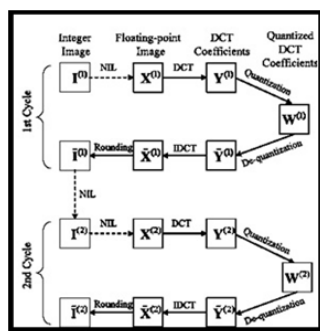 Integer Image
Floating-point Image
DCT Coefficients
Quantized DCT Coefficients
1st Cycle
I(1)
NIL
X(1)
DCT
Y(1)
Quantization
W(1)
Ĩ(1)
Rounding
X̃(1)
IDCT
Ỹ(1)
De-quantization
NIL
2nd Cycle
I(2)
NIL
X(2)
DCT
Y(2)
Quantization
W(2)
Ĩ(2)
Rounding
X̃(2)
IDCT
Ỹ(2)
De-quantization